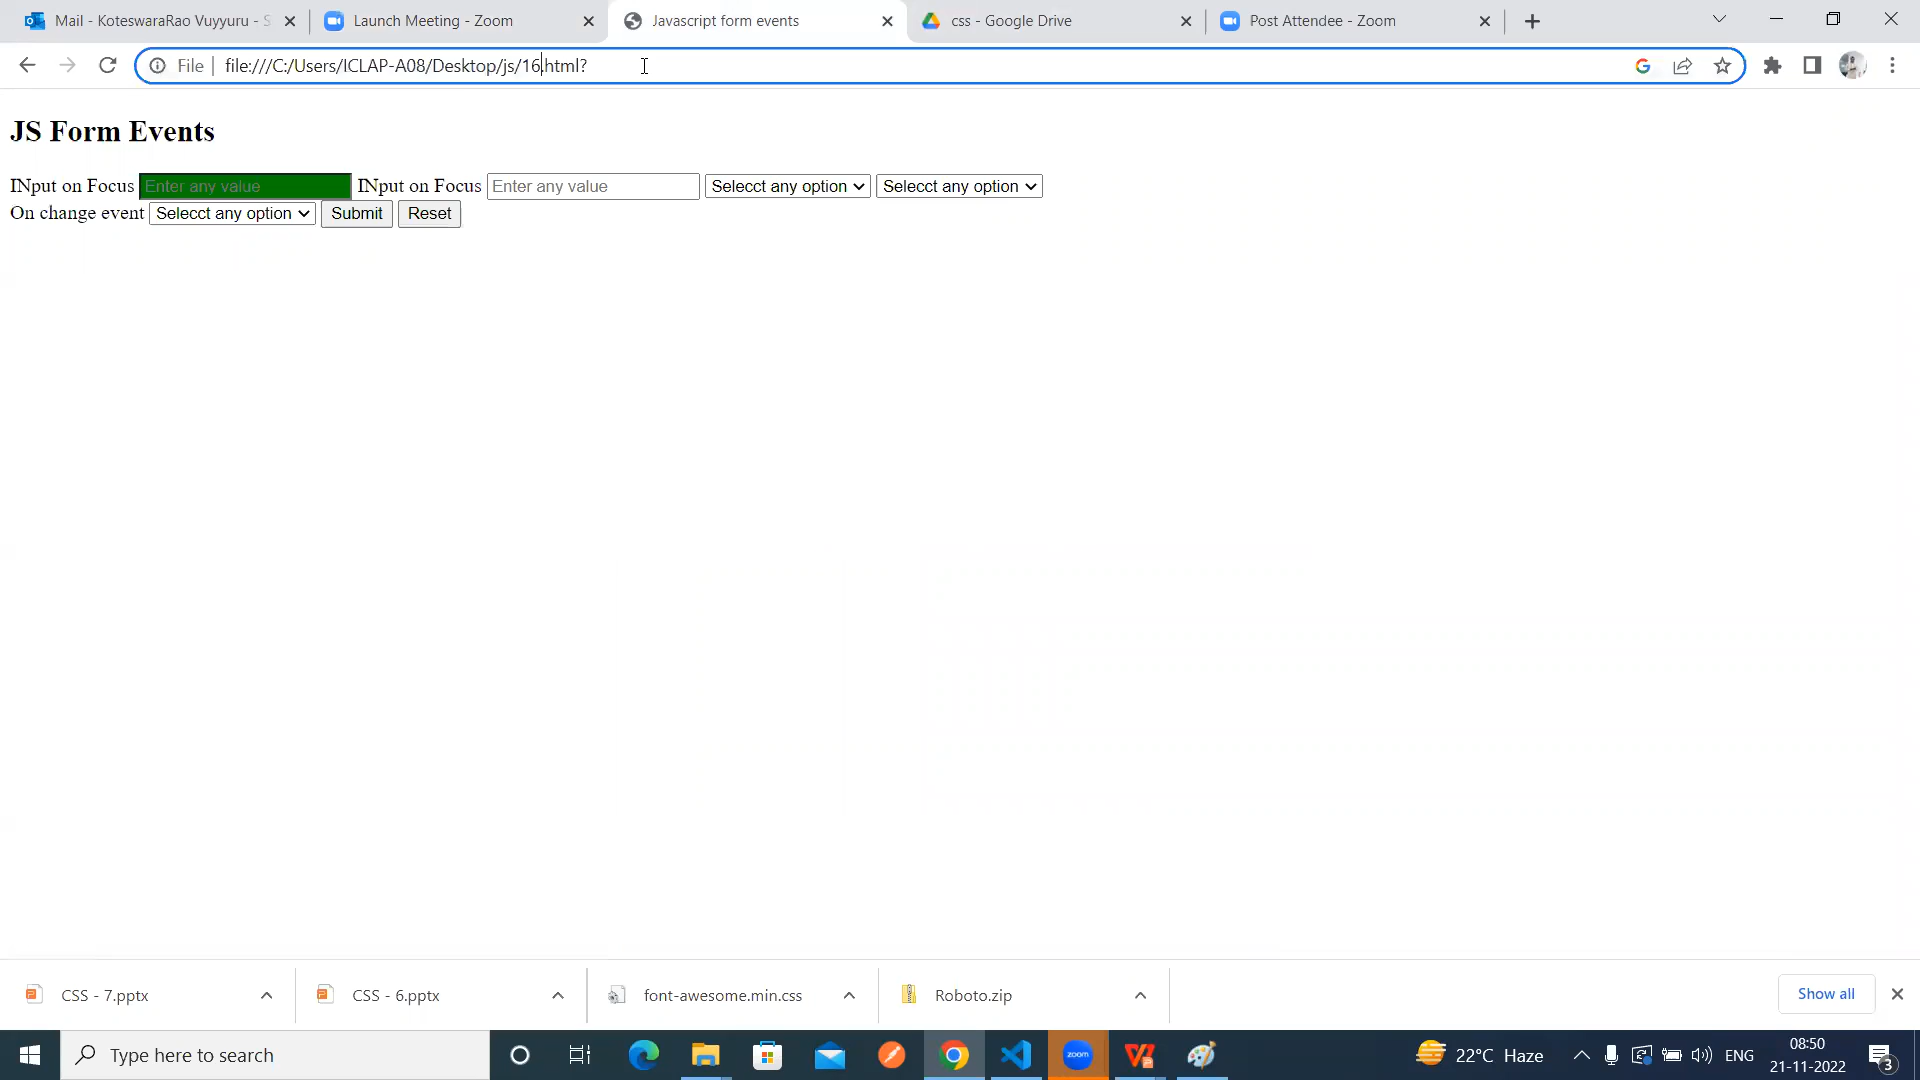 Mail - KoteswaraRao Vuyyuru - S
Launch Meeting - Zoom
Javascript form events
css - Google Drive
Post Attendee - Zoom
File
file:///C:/Users/ICLAP-A08/Desktop/js/16.html?
JS Form Events
INput on Focus Enter any value INput on Focus Enter any value Selecct any option Selecct any option
On change event Selecct any option Submit Reset
CSS - 7.pptx
CSS - 6.pptx
font-awesome.min.css
Roboto.zip
Show all
Type here to search
zoom
22°C Haze
ENG
08:50
21-11-2022
3